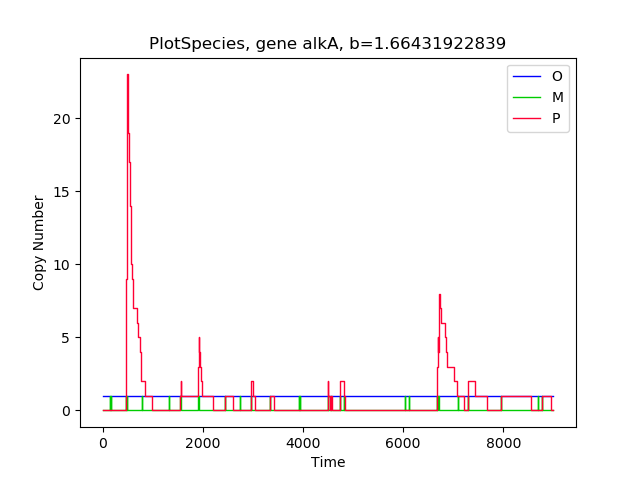 PlotSpecies, gene alkA, b=1.66431922839
O
M
P
Copy Number
20
15
10
5
0
0 2000 4000 6000 8000
Time